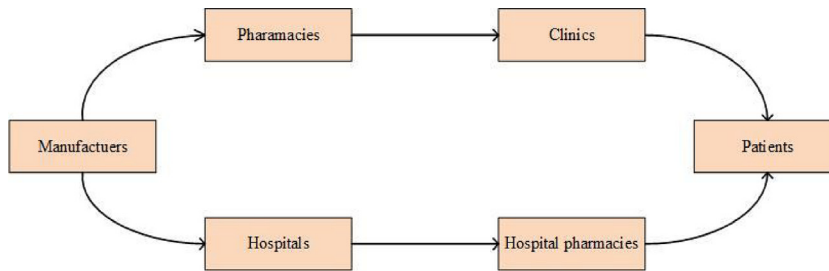 Pharamacies
Clinics
Manufactuers
Patients
Hospitals
Hospital pharmacies